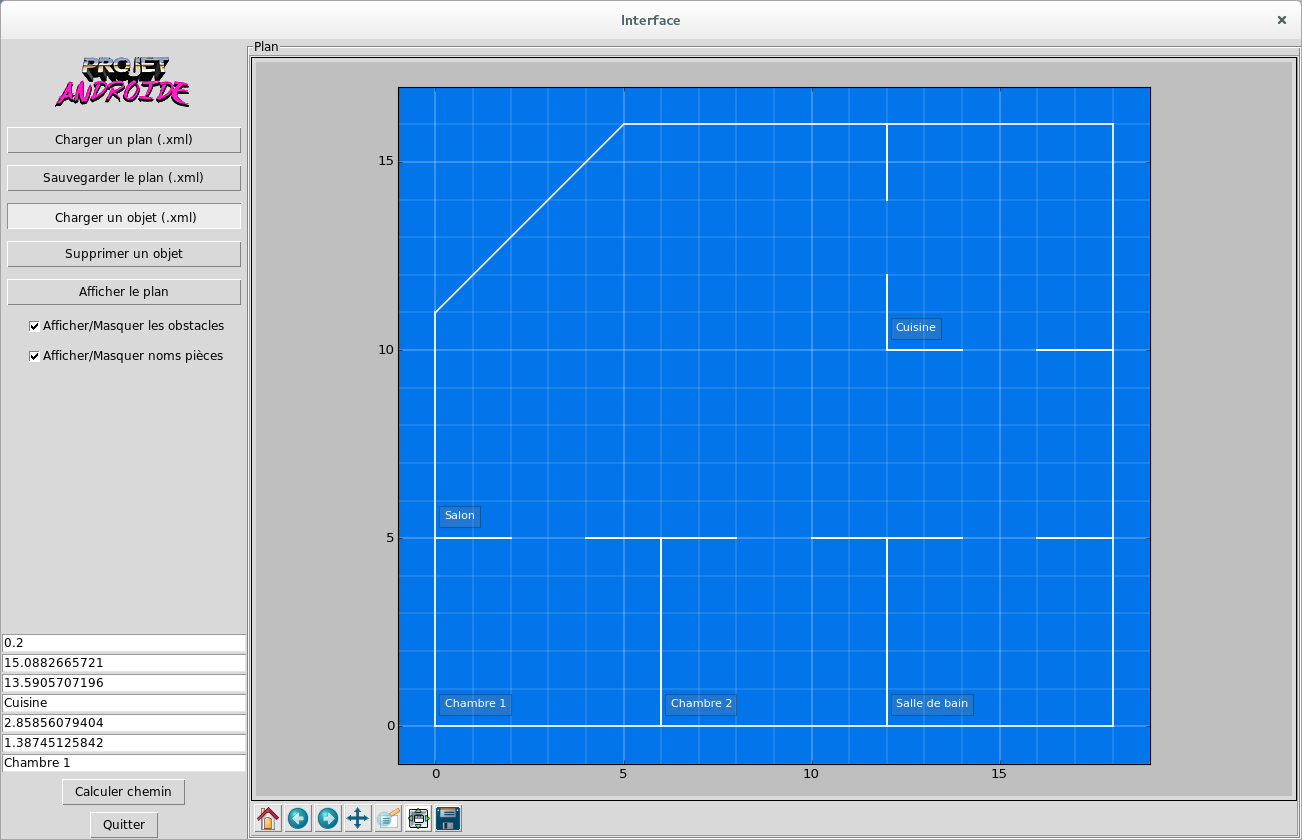 Interface
PROJET
ANDROIDE
Charger un plan (.xml)
Sauvegarder le plan (.xml)
Charger un objet (.xml)
Supprimer un objet
Afficher le plan
Afficher/Masquer les obstacles
Afficher/Masquer noms pièces
0.2
15.0882665721
13.5905707196
Cuisine
2.85856079404
1.38745125842
Chambre 1
Calculer chemin
Quitter
Plan
15
10
5
0
Cuisine
Salon
Chambre 1
Chambre 2
Salle de bain
0
5
10
15